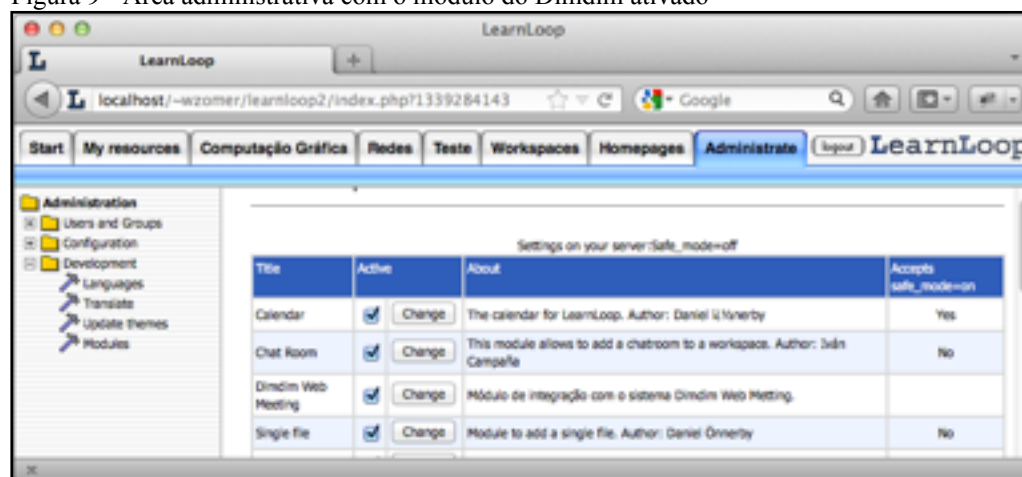 Figura 9 - Área administrativa com o módulo do Dimdim ativado
LearnLoop
LearnLoop
localhost/~wzomer/learnloop2/index.php?1339284143
Google
Start My resources Computação Gráfica Redes Teste Workspaces Homepages Administrate logout LearnLoop
Administration
Users and Groups
Configuration
Development
Languages
Translate
Update themes
Modules
Settings on your server:Safe_mode=off
Title Active About Accepts
safe_mode=on
Calendar Change The calendar for LearnLoop. Author: Daniel Yes
Chat Room Change This module allows to add a chatroom to a workspace. Author: Iván
Campaña No
Dimdim Web
Meeting Change Módulo de integração com o sistema Dimdim Web Metting.
Single file Change Module to add a single file. Author: Daniel Önnerby No